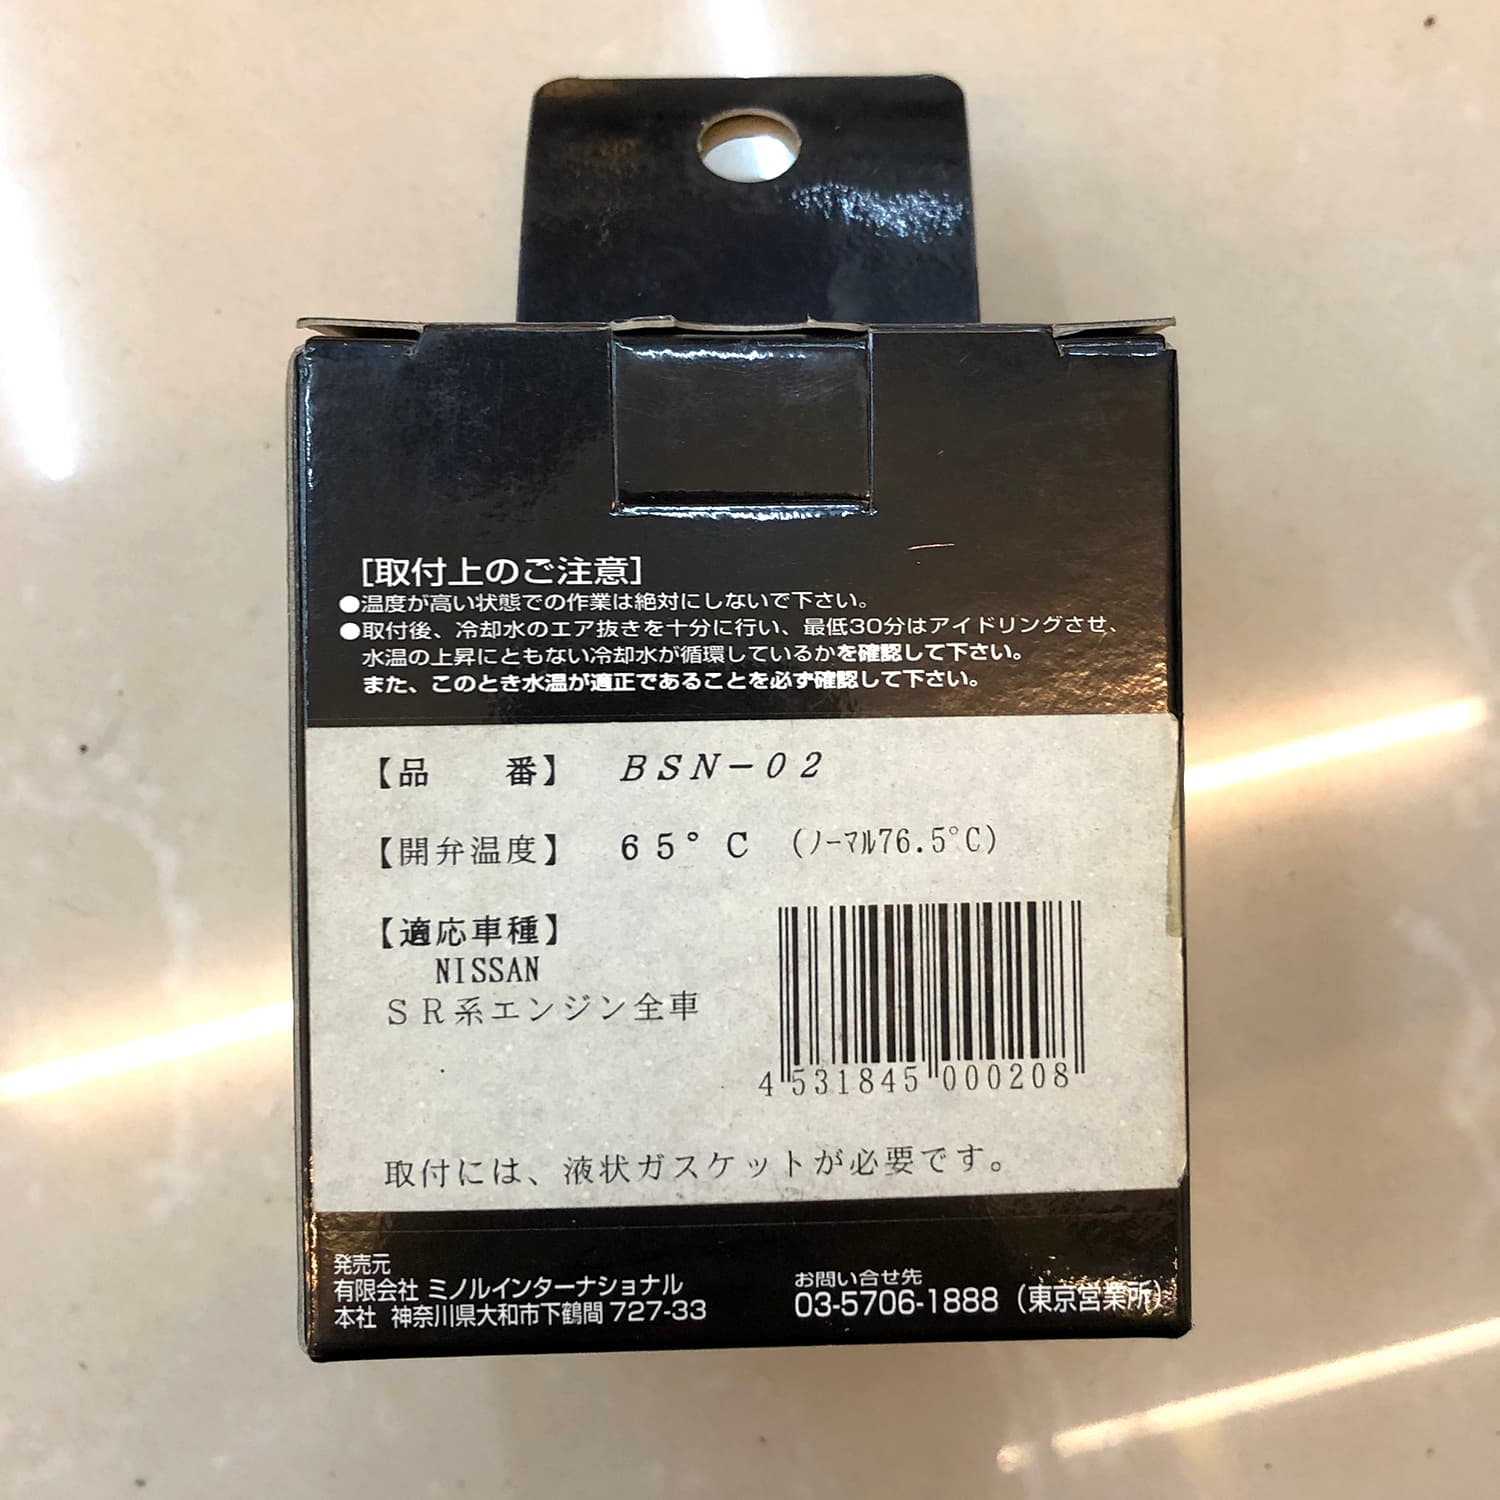 [取付上のご注意]
●温度が高い状態での作業は絶対にしないで下さい。
●取付後、冷却水のエア抜きを十分に行い、最低30分はアイドリングさせ、
水温の上昇にともない冷却水が循環しているかを確認して下さい。
また、このとき水温が適正であることを必ず確認して下さい。
【品　　番】　BSN-02
【開弁温度】　65°C　(ﾉｰﾏﾙ76.5°C)
【適応車種】
NISSAN
SR系エンジン全車
4 531845 000208
取付には、液状ガスケットが必要です。
発売元
有限会社 ミノルインターナショナル
本社 神奈川県大和市下鶴間 727-33
お問い合せ先
03-5706-1888（東京営業所）